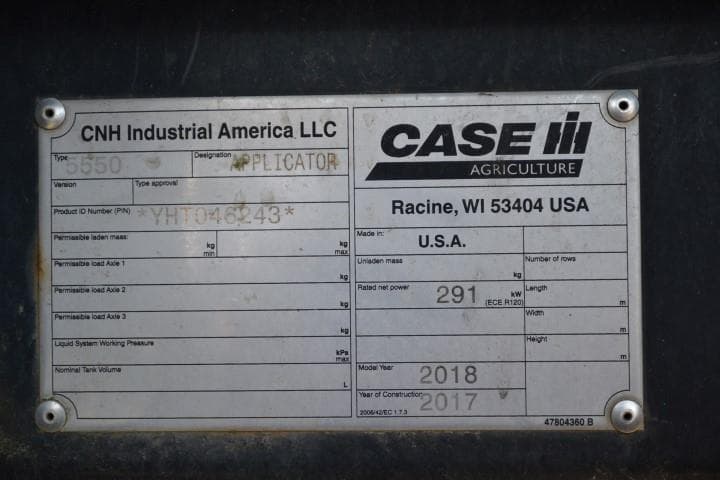 CNH Industrial America LLC
Type 5550 Designation APPLICATOR
Version Type approval
Product ID Number (PIN) *YHT046243*
Permissible laden mass: kg min kg max
Permissible load Axle 1 kg
Permissible load Axle 2 kg
Permissible load Axle 3 kg
Liquid System Working Pressure kPa max
Nominal Tank Volume L
CASE IH
AGRICULTURE
Racine, WI 53404 USA
Made in: U.S.A.
Unladen mass kg Number of rows
Rated net power 291 kW (ECE R120) Length m
Width m
Height m
Model Year 2018
Year of Construction 2017
2006/42/EC 1.7.3
47804360 B